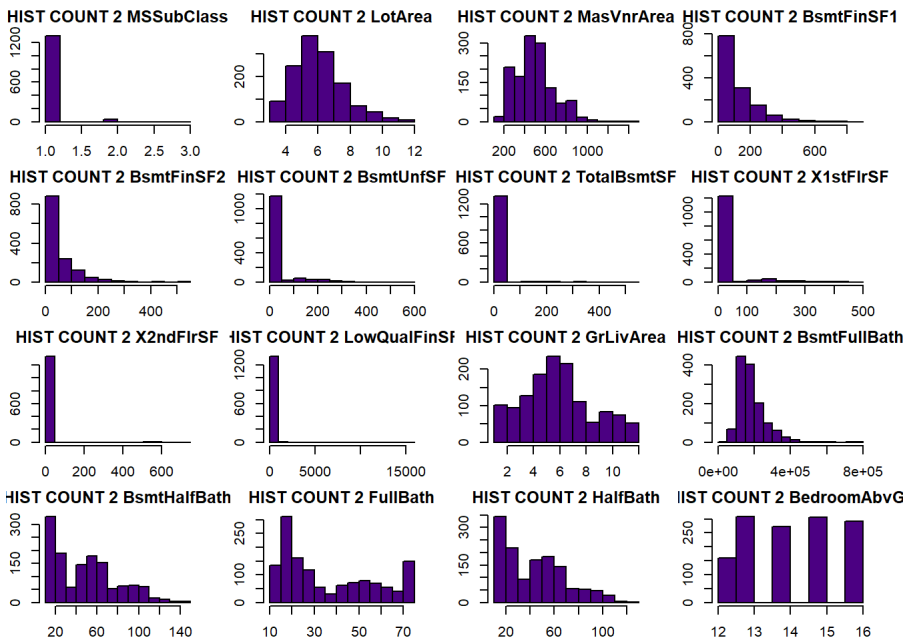 HIST COUNT 2 MSSubClass
0 600 1200
1.0 1.5 2.0 2.5 3.0
HIST COUNT 2 LotArea
0 200
4 6 8 10 12
HIST COUNT 2 MasVnrArea
0 150 300
200 600 1000
HIST COUNT 2 BsmtFinSF1
0 400 800
0 200 600
HIST COUNT 2 BsmtFinSF2
0 400 800
0 200 400
HIST COUNT 2 BsmtUnfSF
0 400 1000
0 200 400 600
HIST COUNT 2 TotalBsmtSF
0 600 1200
0 200 400
HIST COUNT 2 X1stFlrSF
0 600 1200
0 100 300 500
HIST COUNT 2 X2ndFlrSF
0 600
0 200 400 600
HIST COUNT 2 LowQualFinSF
0 600 1200
0 5000 15000
HIST COUNT 2 GrLivArea
0 100 200
2 4 6 8 10
HIST COUNT 2 BsmtFullBath
0 200 400
0e+00 4e+05 8e+05
HIST COUNT 2 BsmtHalfBath
0 150 300
20 60 100 140
HIST COUNT 2 FullBath
0 100 250
10 20 30 40 50 60 70
HIST COUNT 2 HalfBath
0 150 300
20 60 100
HIST COUNT 2 BedroomAbvG
0 100 250
12 13 14 15 16